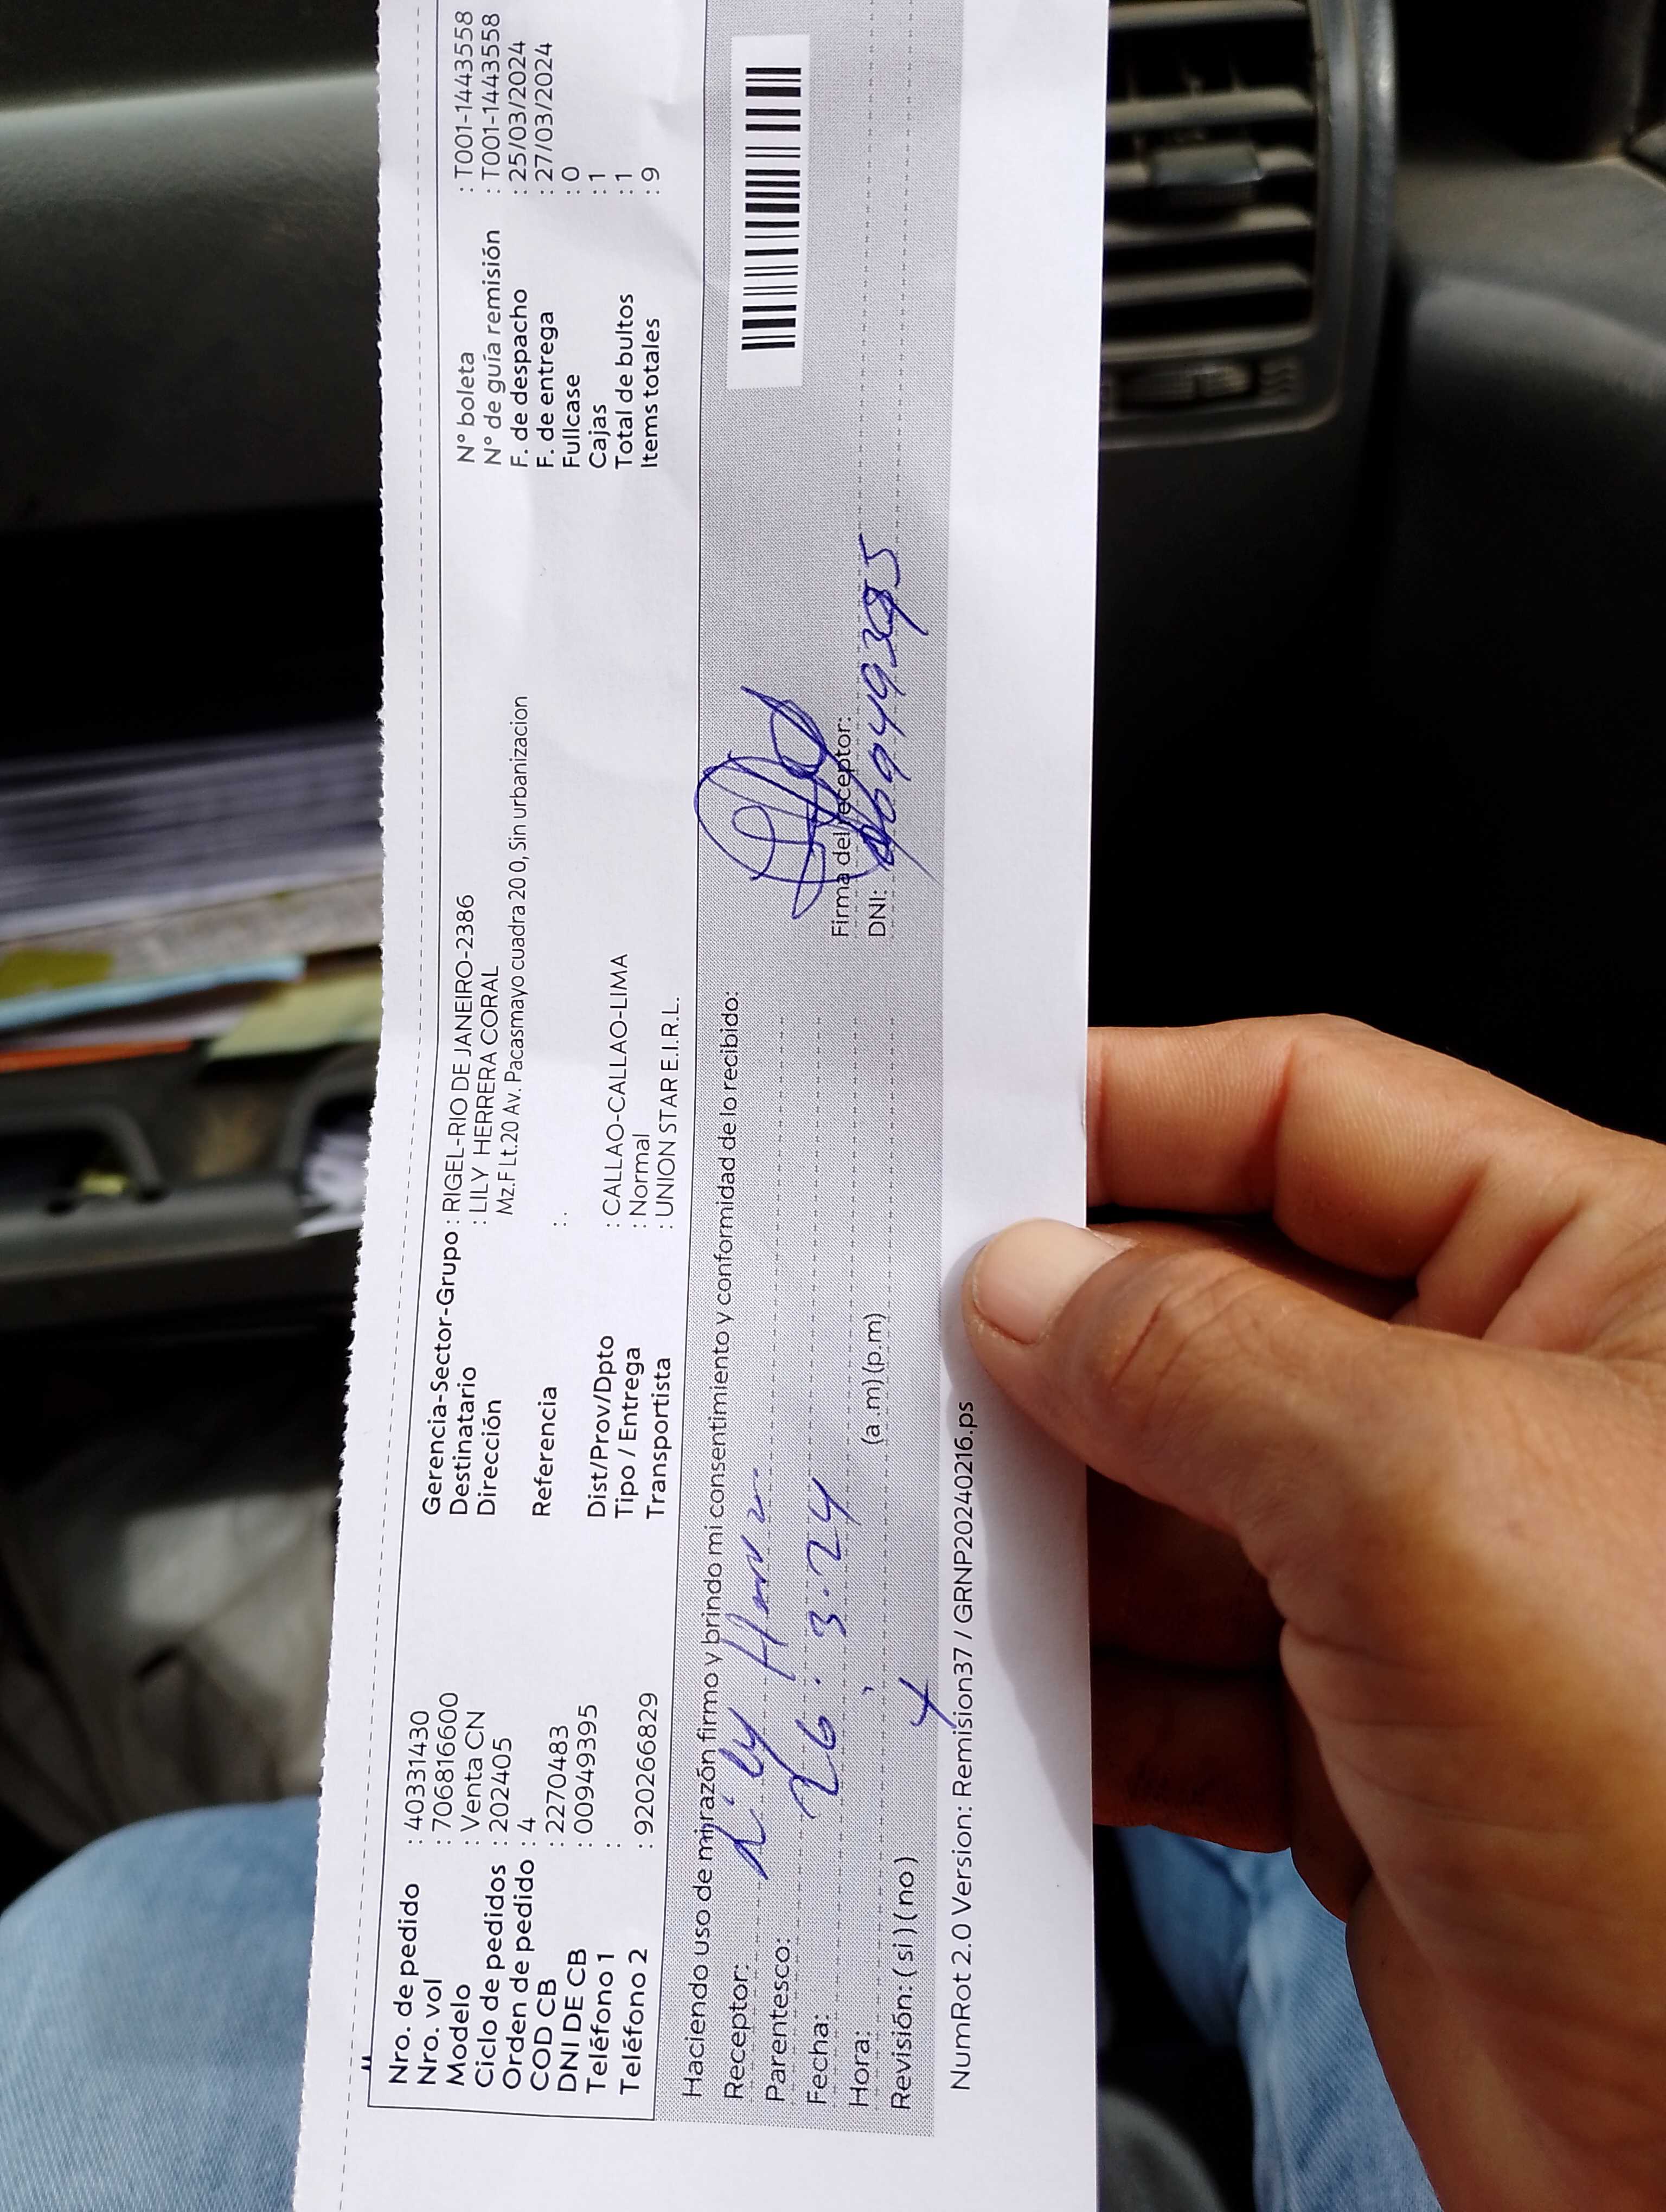 Nro. de pedido : 40331430
Nro. vol : 706816600
Modelo : Venta CN
Ciclo de pedidos : 202405
Orden de pedido : 4
COD CB : 2270483
DNI DE CB : 00949395
Teléfono 1 :
Teléfono 2 : 920266829
Gerencia-Sector-Grupo : RIGEL-RIO DE JANEIRO-2386
Destinatario : LILY HERRERA CORAL
Dirección Mz.F Lt.20 Av. Pacasmayo cuadra 20 0, Sin urbanizacion
Referencia : .
Dist/Prov/Dpto : CALLAO-CALLAO-LIMA
Tipo / Entrega : Normal
Transportista : UNION STAR E.I.R.L.
N° boleta : T001-1443558
N° de guía remisión : T001-1443558
F. de despacho : 25/03/2024
F. de entrega : 27/03/2024
Fullcase : 0
Cajas : 1
Total de bultos : 1
Items totales : 9
Haciendo uso de mi razón firmo y brindo mi consentimiento y conformidad de lo recibido:
Receptor: Lily
Parentesco:
Fecha: 26.3.24
Hora: (a.m) (p.m)
Revisión: (si) (no)
Firma del receptor:
DNI:
NumRot 2.0 Version: Remision37 / GRNP20240216.ps